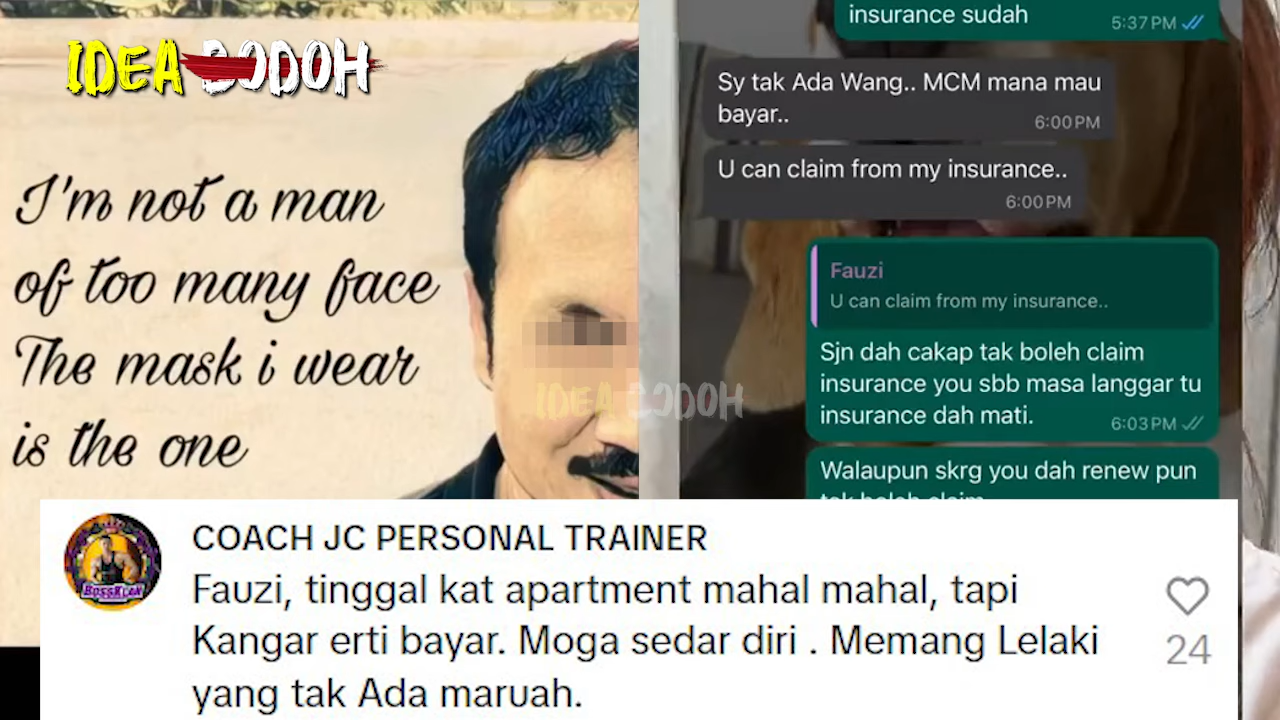 IDEA BODOH
I'm not a man
of too many face
The mask i wear
is the one
insurance sudah
5:37 PM
Sy tak Ada Wang.. MCM mana mau
bayar..
6:00 PM
U can claim from my insurance..
6:00 PM
Fauzi
U can claim from my insurance..
Sjn dah cakap tak boleh claim
insurance you sbb masa langgar tu
insurance dah mati.
6:03 PM
Walaupun skrg you dah renew pun
tak boleh claim
IDEA BODOH
BOSSKLAN
COACH JC PERSONAL TRAINER
Fauzi, tinggal kat apartment mahal mahal, tapi
Kangar erti bayar. Moga sedar diri . Memang Lelaki
yang tak Ada maruah.
24